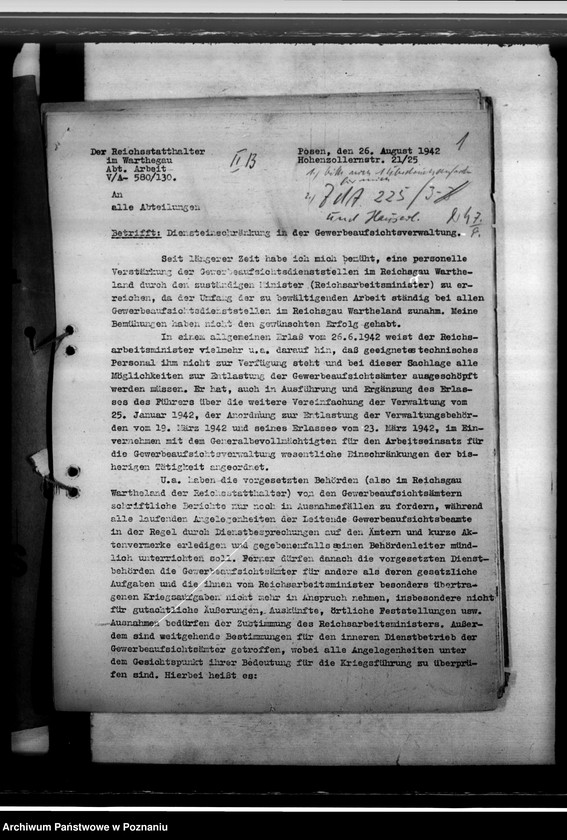 1
Der Reichsstatthalter
im Warthegau
Abt. Arbeit
V/A- 580/130.
II B
Posen, den 26. August 1942
Hohenzollernstr. 21/25
An
alle Abteilungen
2) ZdA 225/3-
Betrifft: Diensteinschränkung in der Gewerbeaufsichtsverwaltung.
Seit längerer Zeit habe ich mich bemüht, eine personelle
Verstärkung der Gewerbeaufsichtsdienststellen im Reichsgau Warthe-
land durch den zuständigen Minister (Reichsarbeitsminister) zu er-
reichen, da der Umfang der zu bewältigenden Arbeit ständig bei allen
Gewerbeaufsichtsdienststellen im Reichsgau Wartheland zunahm. Meine
Bemühungen haben nicht den gewünschten Erfolg gehabt.
In einem allgemeinen Erlaß vom 26.6.1942 weist der Reichs-
arbeitsminister vielmehr u.a. darauf hin, daß geeignetes technisches
Personal ihm nicht zur Verfügung steht und bei dieser Sachlage alle
Möglichkeiten zur Entlastung der Gewerbeaufsichtsämter ausgeschöpft
werden müssen. Er hat, auch in Ausführung und Ergänzung des Erlas-
ses des Führers über die weitere Vereinfachung der Verwaltung vom
25. Januar 1942, der Anordnung zur Entlastung der Verwaltungsbehör-
den vom 19. März 1942 und seines Erlasses vom 23. März 1942, im Ein-
vernehmen mit dem Generalbevollmächtigten für den Arbeitseinsatz für
die Gewerbeaufsichtsverwaltung wesentliche Einschränkungen der bis-
herigen Tätigkeit angeordnet.
U.a. haben die vorgesetzten Behörden (also im Reichsgau
Wartheland der Reichsstatthalter) von den Gewerbeaufsichtsämtern
schriftliche Berichte nur noch in Ausnahmefällen zu fordern, während
alle laufenden Angelegenheiten der Leitende Gewerbeaufsichtsbeamte
in der Regel durch Dienstbesprechungen auf den Ämtern und kurze Ak-
tenvermerke erledigen und gegebenenfalls seinen Behördenleiter münd-
lich unterrichten soll. Ferner dürfen danach die vorgesetzten Dienst-
behörden die Gewerbeaufsichtsämter für andere als deren gesetzliche
Aufgaben und die ihnen vom Reichsarbeitsminister besonders übertra-
genen Kriegsaufgaben nicht mehr in Anspruch nehmen, insbesondere nicht
für gutachtliche Äußerungen, Auskünfte, örtliche Feststellungen usw.
Ausnahmen bedürfen der Zustimmung des Reichsarbeitsministers. Außer-
dem sind weitgehende Bestimmungen für den inneren Dienstbetrieb der
Gewerbeaufsichtsämter getroffen, wobei alle Angelegenheiten unter
dem Gesichtspunkt ihrer Bedeutung für die Kriegsführung zu überprü-
fen sind. Hierbei heißt es:
Archiwum Państwowe w Poznaniu